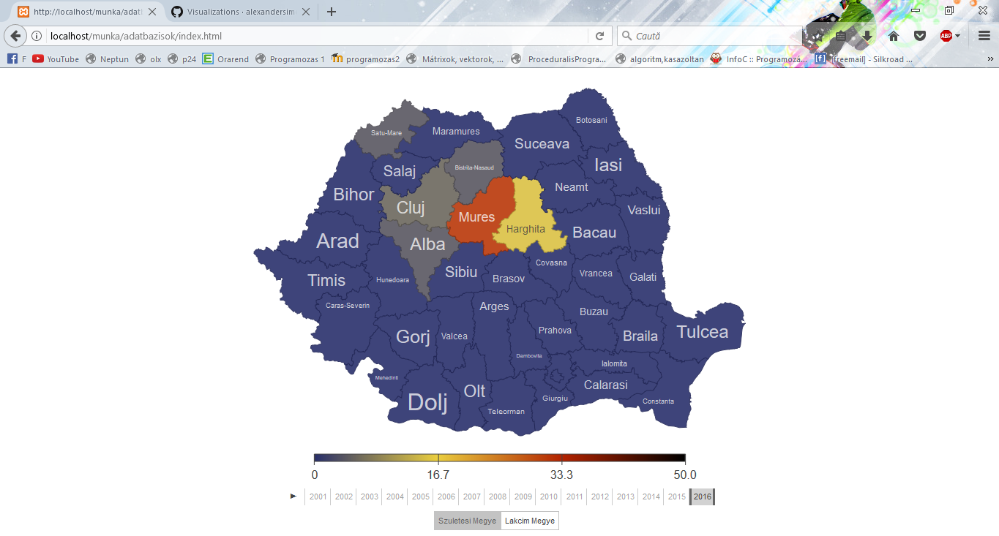 http://localhost/munka/adatl
Visualizations · alexandersim
localhost/munka/adatbazisok/index.html
Caută
ABP
F
YouTube
Neptun
olx
p24
Orarend
Programozas 1
programozas2
Mátrixok, vektorok, ...
ProceduralisProgra...
algoritm,kasazoltan
InfoC :: Programozá...
[freemail] - Silkroad ...
Botosani
Satu-Mare
Maramures
Suceava
Iasi
Bistrita-Nasaud
Salaj
Neamt
Bihor
Cluj
Vaslui
Mures
Harghita
Bacau
Arad
Alba
Covasna
Sibiu
Vrancea
Brasov
Galati
Timis
Hunedoara
Caras-Severin
Arges
Buzau
Prahova
Tulcea
Gorj
Valcea
Braila
Dambovita
Ialomita
Mehedinti
Calarasi
Olt
Giurgiu
Constanta
Dolj
Teleorman
0 16.7 33.3 50.0
2001 2002 2003 2004 2005 2006 2007 2008 2009 2010 2011 2012 2013 2014 2015 2016
Szuletesi Megye Lakcim Megye